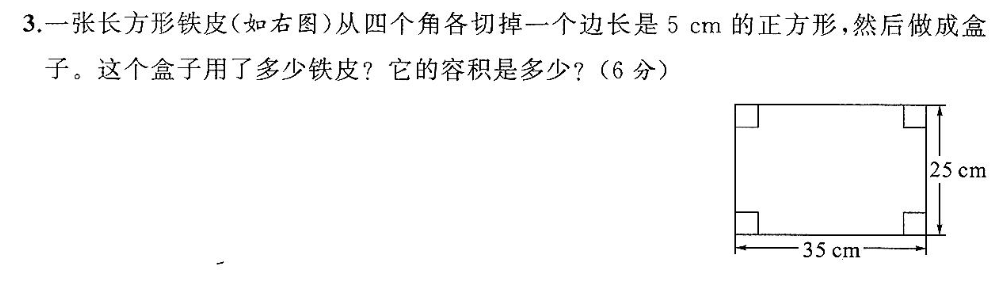 3.一张长方形铁皮(如右图)从四个角各切掉一个边长是 5 cm 的正方形,然后做成盒
子。这个盒子用了多少铁皮? 它的容积是多少?(6 分)
25 cm
35 cm